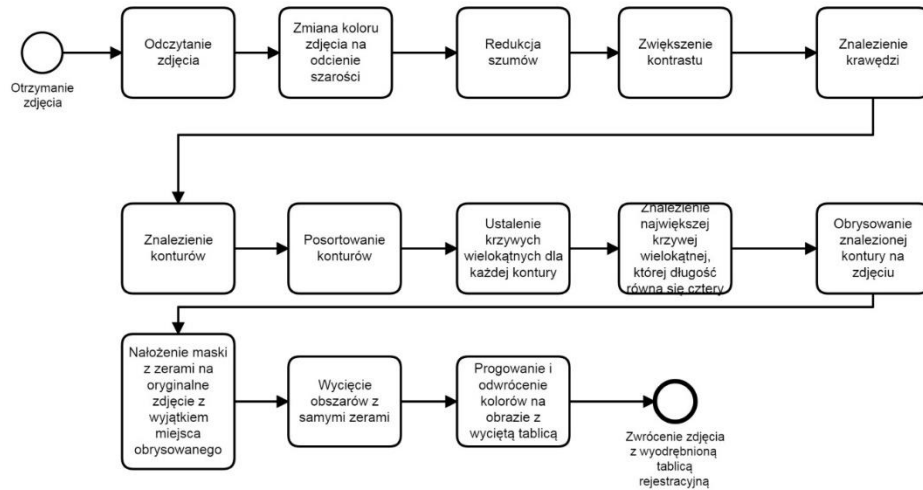 Otrzymanie
zdjęcia
Odczytanie
zdjęcia
Zmiana koloru
zdjęcia na
odcienie
szarości
Redukcja
szumów
Zwiększenie
kontrastu
Znalezienie
krawędzi
Znalezienie
konturów
Posortowanie
konturów
Ustalenie
krzywych
wielokątnych dla
każdej kontury
Znalezienie
największej
krzywej
wielokątnej,
której długość
równa się cztery
Obrysowanie
znalezionej
kontury na
zdjęciu
Nałożenie maski
z zerami na
oryginalne
zdjęcie z
wyjątkiem
miejsca
obrysowanego
Wycięcie
obszarów z
samymi zerami
Progowanie i
odwrócenie
kolorów na
obrazie z
wyciętą tablicą
Zwrócenie zdjęcia
z wyodrębnioną
tablicą
rejestracyjną